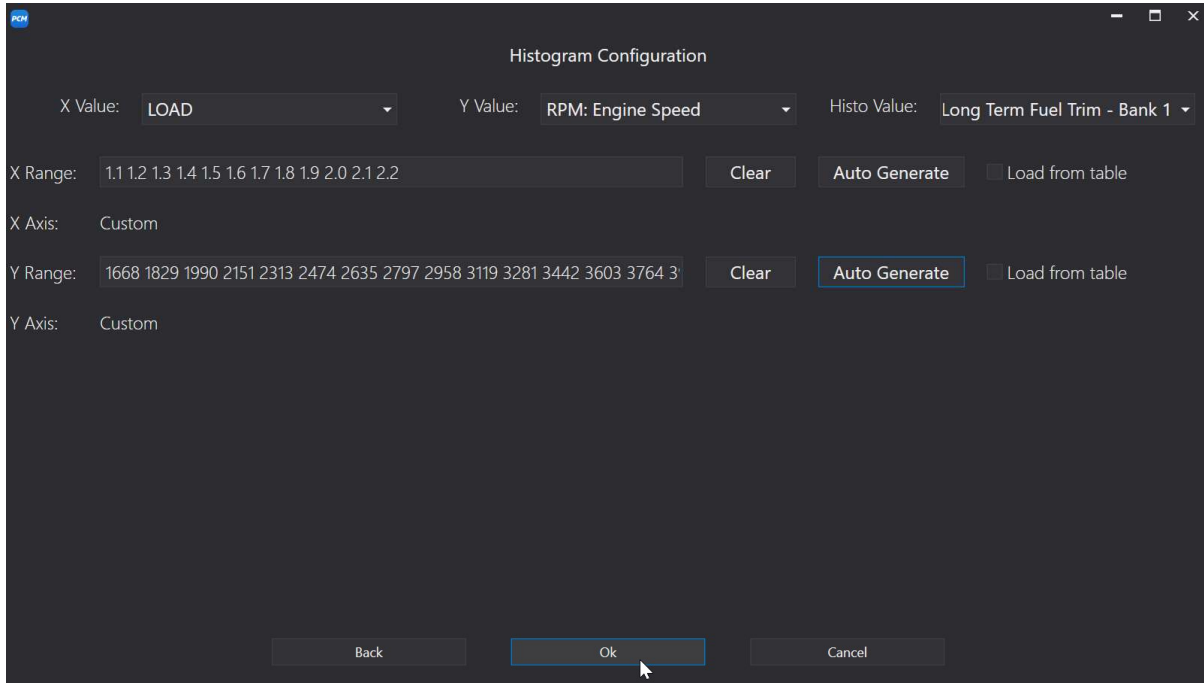 PCM
Histogram Configuration
X Value: LOAD Y Value: RPM: Engine Speed Histo Value: Long Term Fuel Trim - Bank 1
X Range: 1.1 1.2 1.3 1.4 1.5 1.6 1.7 1.8 1.9 2.0 2.1 2.2 Clear Auto Generate Load from table
X Axis: Custom
Y Range: 1668 1829 1990 2151 2313 2474 2635 2797 2958 3119 3281 3442 3603 3764 Clear Auto Generate Load from table
Y Axis: Custom
Back Ok Cancel